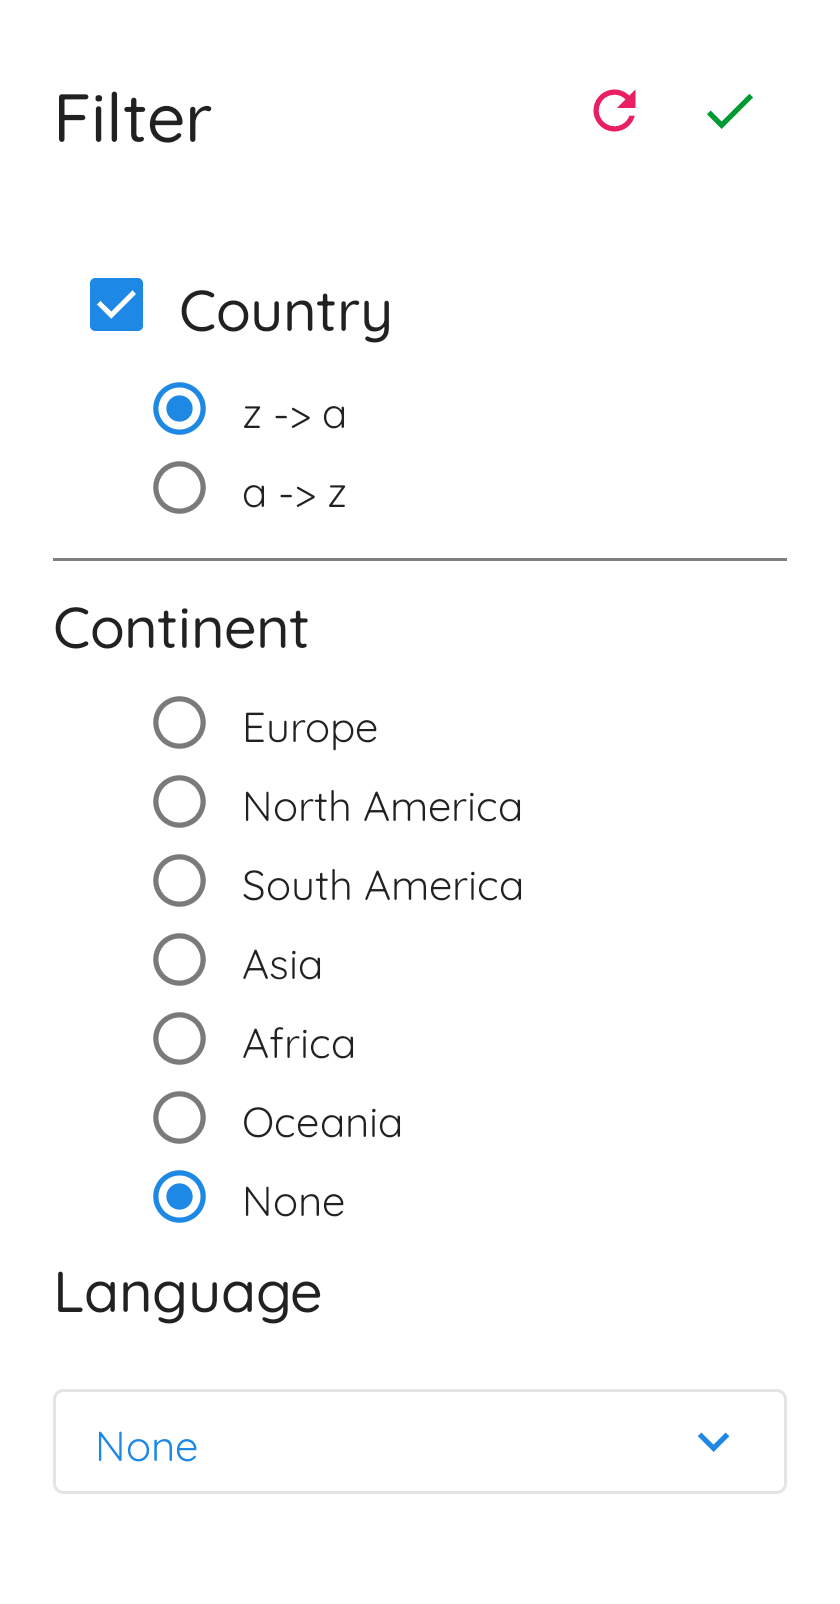 Filter
Country
z -> a
a -> z
Continent
Europe
North America
South America
Asia
Africa
Oceania
None
Language
None